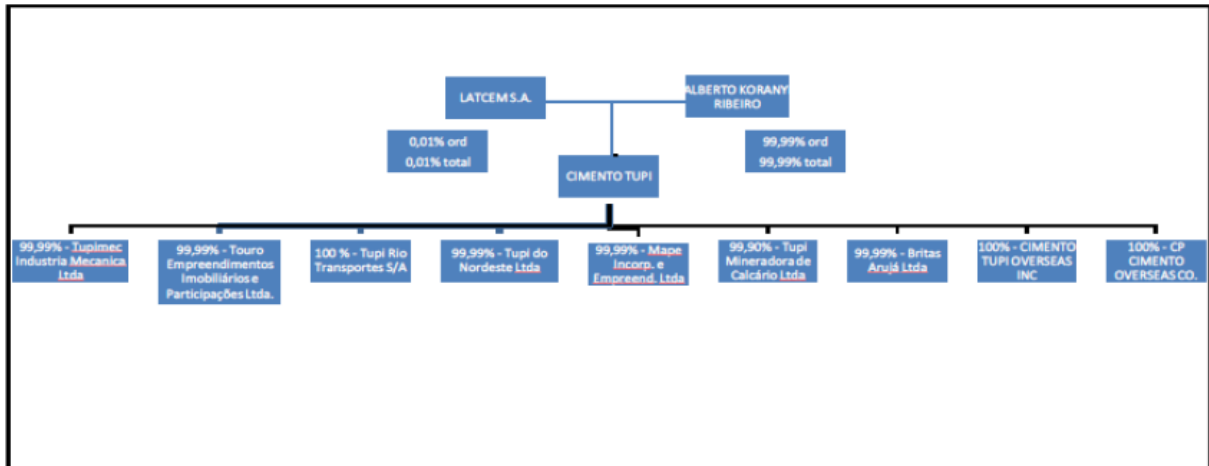 LATCEM S.A.
ALBERTO KORANY
RIBEIRO
0,01% ord
0,01% total
99,99% ord
99,99% total
CIMENTO TUPI
99,99% - Tupimec
Industria Mecanica
Ltda
99,99% - Touro
Empreendimentos
Imobiliários e
Participações Ltda.
100 % - Tupi Rio
Transportes S/A
99,99% - Tupi do
Nordeste Ltda
99,99% - Mape
Incorp. e
Empreend. Ltda
99,90% - Tupi
Mineradora de
Calcário Ltda
99,99% - Britas
Arujá Ltda
100% - CIMENTO
TUPI OVERSEAS
INC
100% - CP
CIMENTO
OVERSEAS CO.